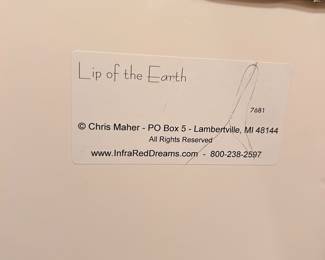 Lip of the Earth
7681
© Chris Maher - PO Box 5 - Lambertville, MI 48144
All Rights Reserved
www.InfraRedDreams.com - 800-238-2597